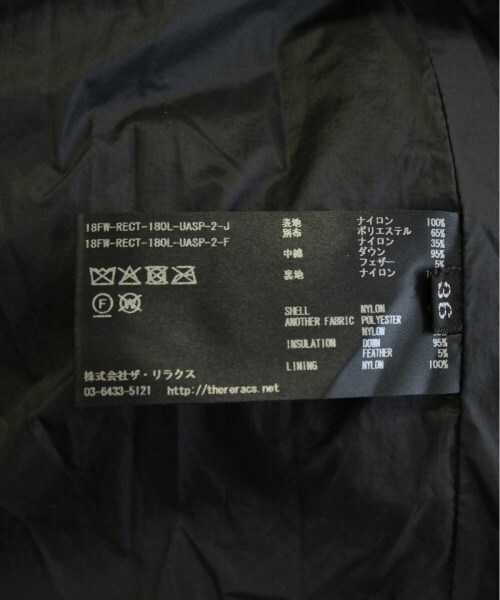 18FW-RECT-180L-UASP-2-J
18FW-RECT-180L-UASP-2-F
表地 ナイロン 100%
別布 ポリエステル 65%
ナイロン 35%
中綿 ダウン 95%
フェザー 5%
裏地 ナイロン
36
F
W
SHELL NYLON
ANOTHER FABRIC POLYESTER
NYLON
INSULATION DOWN 95%
FEATHER 5%
LINING NYLON 100%
株式会社ザ・リラクス
03-6433-5121 http://thereracs.net